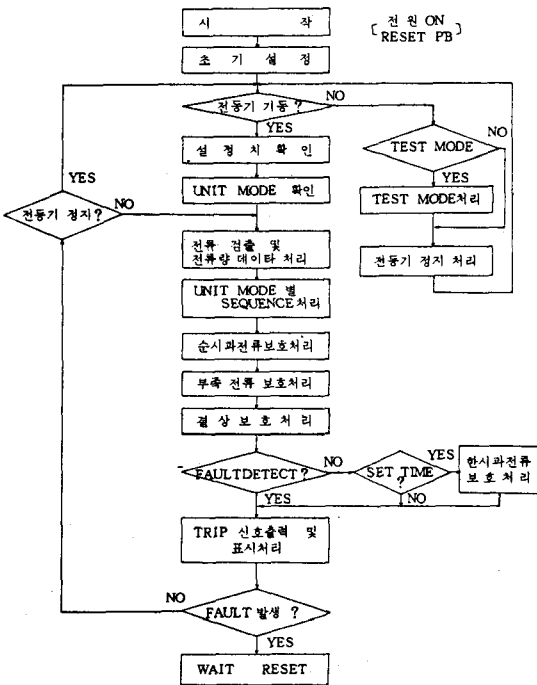 시 작
[ 전 원 ON
RESET PB ]
초 기 설 정
전동기 기동 ?
NO
YES
설 정 치 확 인
TEST MODE
NO
YES
UNIT MODE 확인
TEST MODE처리
YES
전동기 정지?
NO
전류 검출 및
전류량 데이타 처리
전동기 정지 처리
UNIT MODE 별
SEQUENCE처리
순시과전류보호처리
부족 전류 보호처리
결 상 보 호 처 리
FAULTDETECT ?
NO
SET TIME
?
YES
한시과전류
보 호 처 리
YES
NO
TRIP 신호출력 및
표시처리
NO
FAULT 발생 ?
YES
WAIT RESET